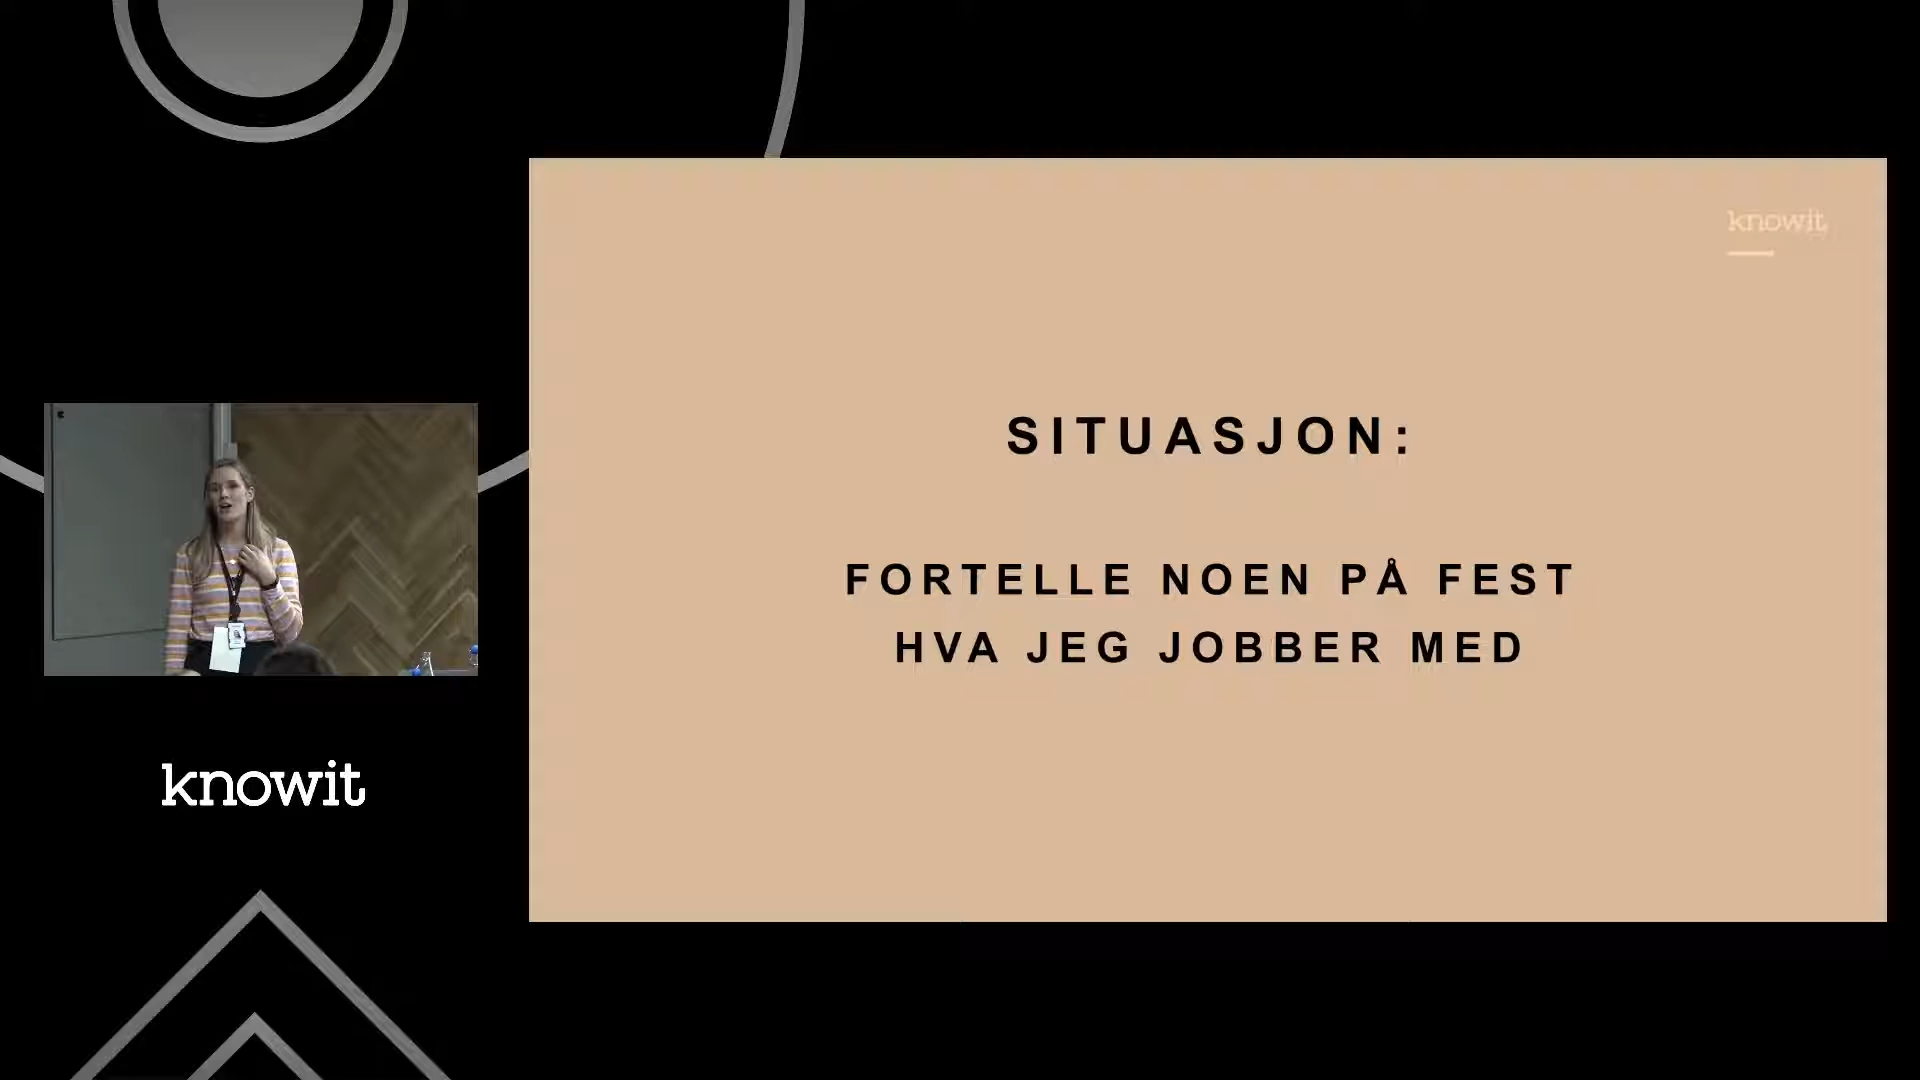 knowit
SITUASJON:
FORTELLE NOEN PÅ FEST
HVA JEG JOBBER MED
knowit